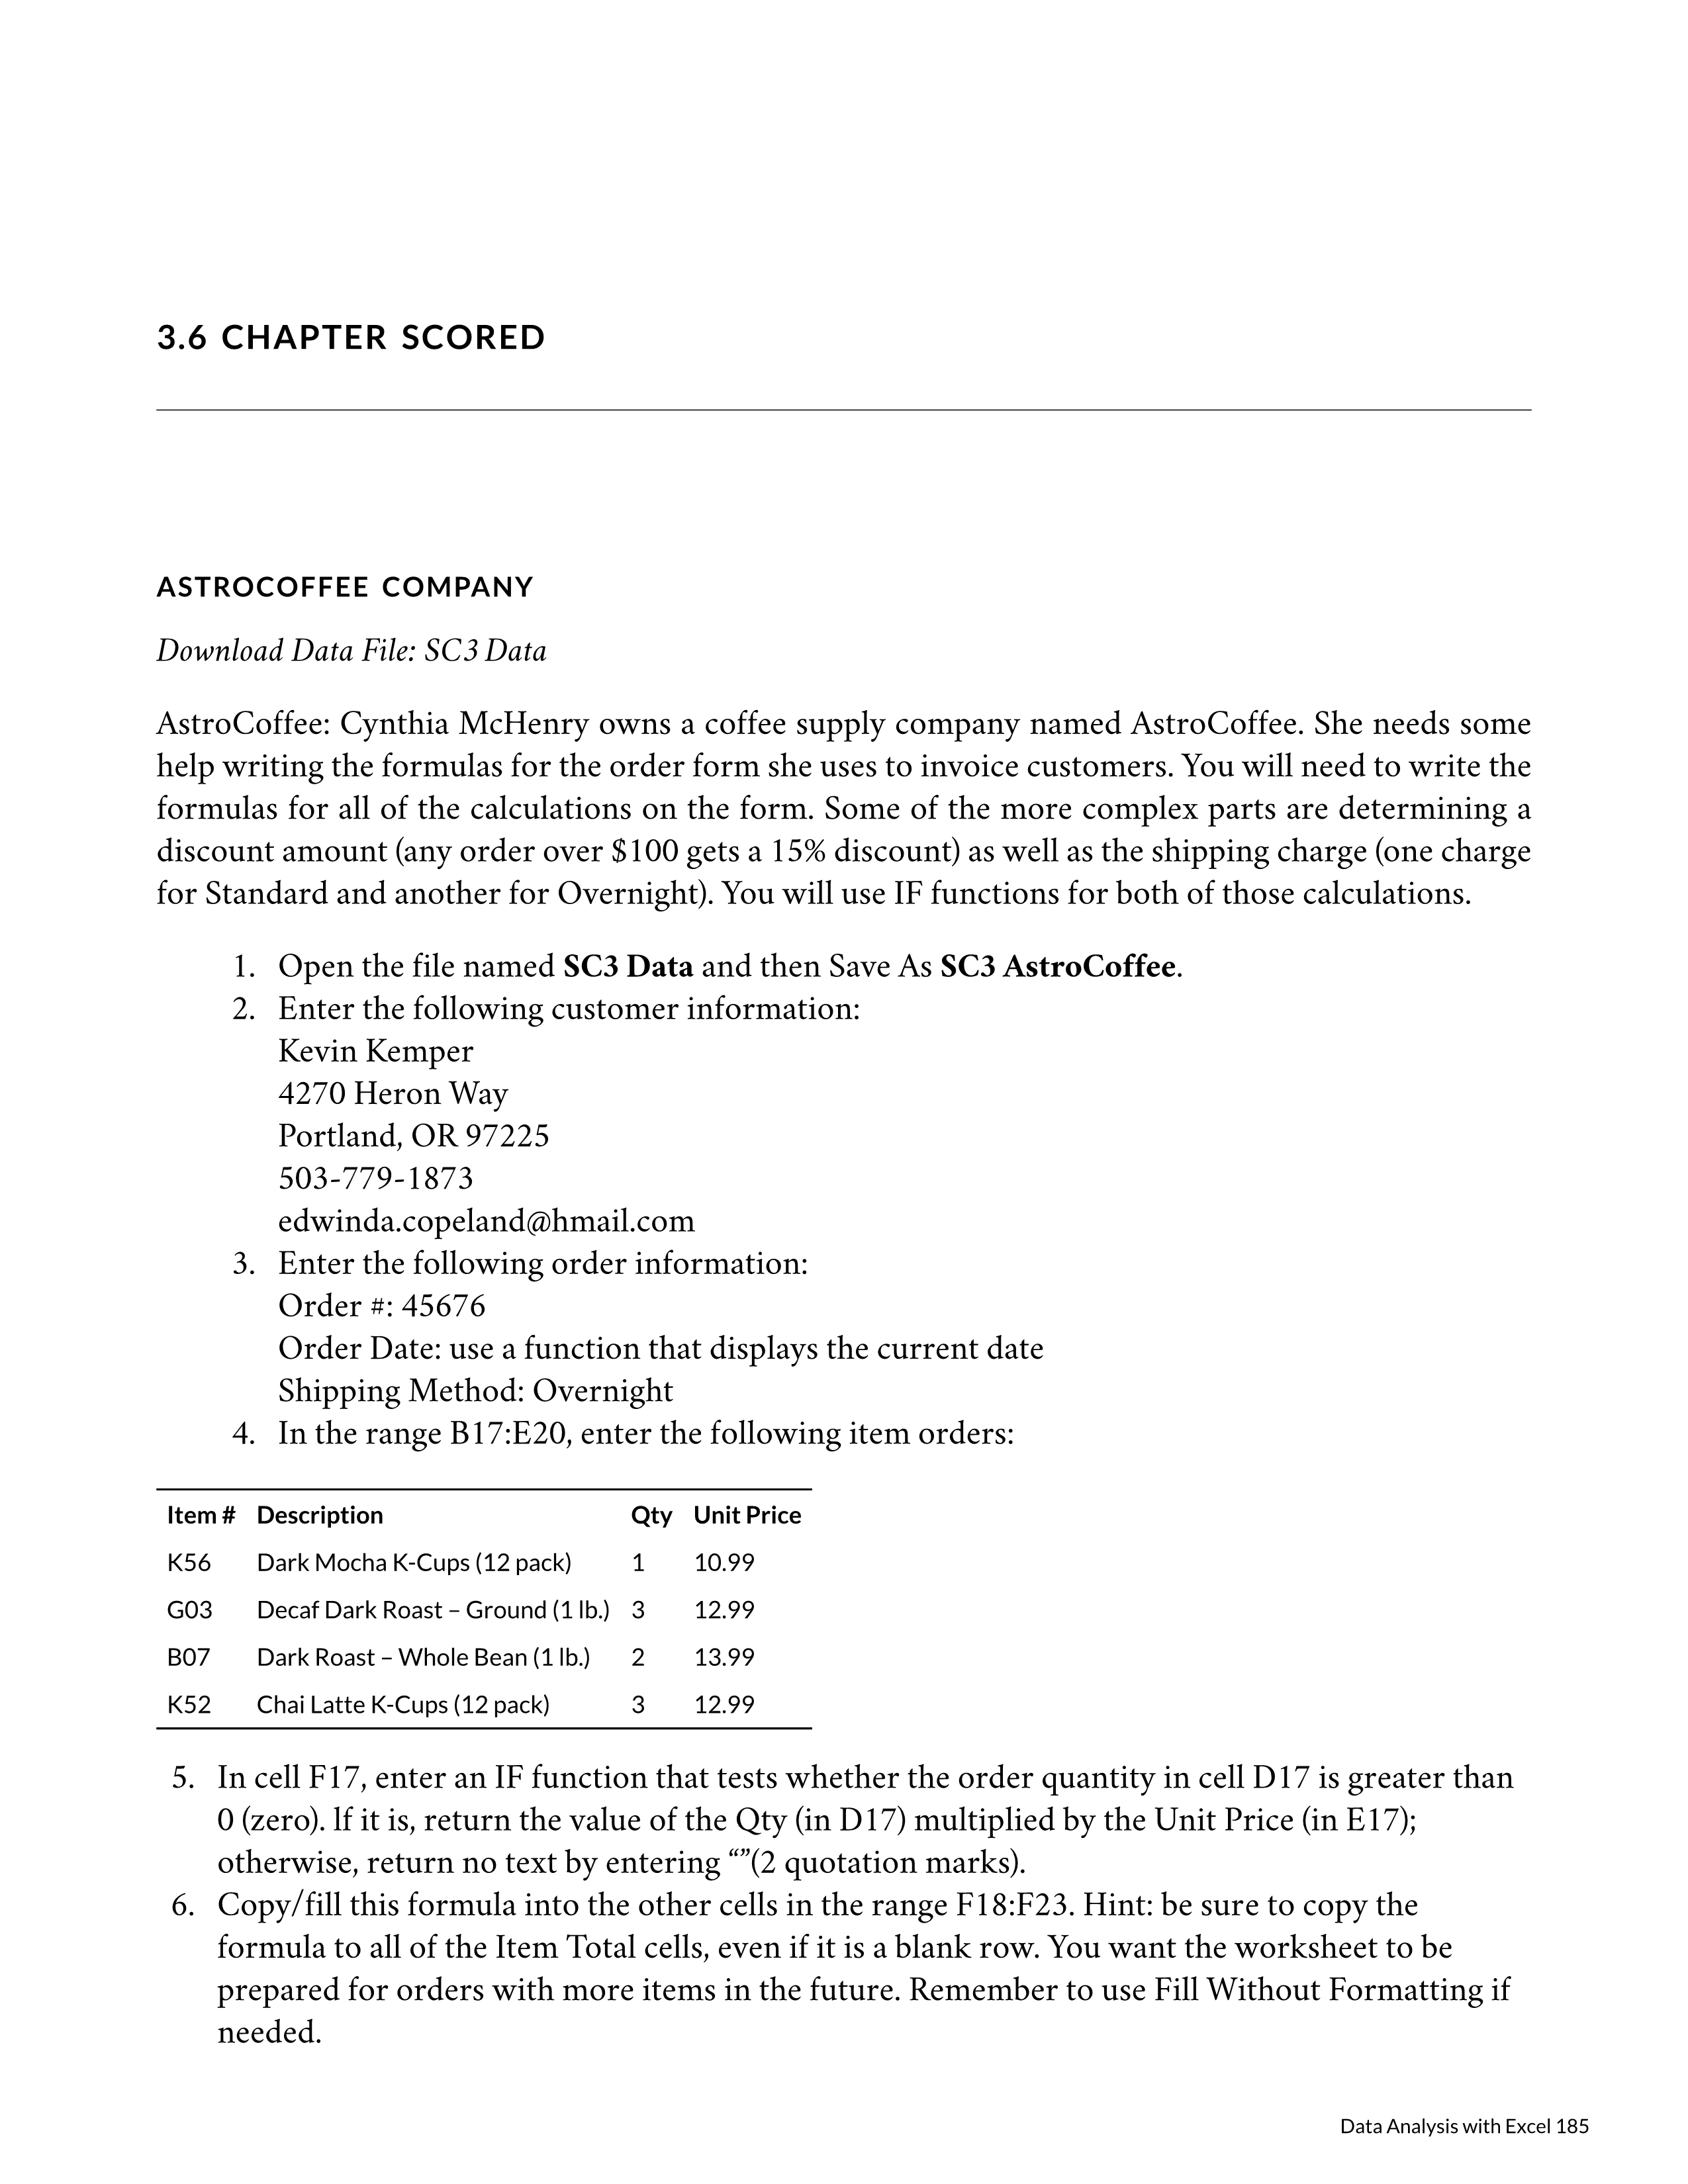 3.6 CHAPTER SCORED
ASTROCOFFEE COMPANY
Download Data File: SC3 Data
AstroCoffee: Cynthia McHenry owns a coffee supply company named AstroCoffee. She needs some
help writing the formulas for the order form she uses to invoice customers. You will need to write the
formulas for all of the calculations on the form. Some of the more complex parts are determining a
discount amount (any order over $100 gets a 15% discount) as well as the shipping charge (one charge
for Standard and another for Overnight). You will use IF functions for both of those calculations.
1. Open the file named SC3 Data and then Save As SC3 AstroCoffee.
2. Enter the following customer information:
Kevin Kemper
4270 Heron Way
Portland, OR 97225
503-779-1873
edwinda.copeland@hmail.com
3. Enter the following order information:
Order #: 45676
Order Date: use a function that displays the current date
Shipping Method: Overnight
4. In the range B17:E20, enter the following item orders:
Item # Description Qty Unit Price
K56 Dark Mocha K-Cups (12 pack) 1 10.99
G03 Decaf Dark Roast – Ground (1 lb.) 3 12.99
B07 Dark Roast – Whole Bean (1 lb.) 2 13.99
K52 Chai Latte K-Cups (12 pack) 3 12.99
5. In cell F17, enter an IF function that tests whether the order quantity in cell D17 is greater than
0 (zero). lf it is, return the value of the Qty (in D17) multiplied by the Unit Price (in E17);
otherwise, return no text by entering “”(2 quotation marks).
6. Copy/fill this formula into the other cells in the range F18:F23. Hint: be sure to copy the
formula to all of the Item Total cells, even if it is a blank row. You want the worksheet to be
prepared for orders with more items in the future. Remember to use Fill Without Formatting if
needed.
Data Analysis with Excel 185